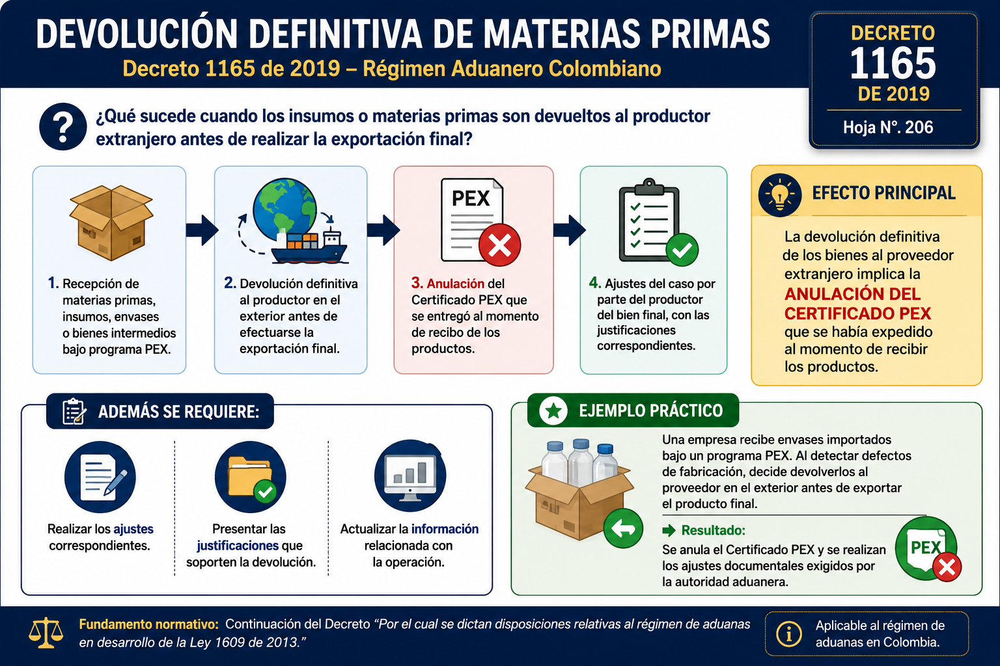 DEVOLUCIÓN DEFINITIVA DE MATERIAS PRIMAS
Decreto 1165 de 2019 – Régimen Aduanero Colombiano
DECRETO
1165
DE 2019
Hoja N°. 206
?
¿Qué sucede cuando los insumos o materias primas son devueltos al productor
extranjero antes de realizar la exportación final?
1. Recepción de
materias primas,
insumos, envases
o bienes intermedios
bajo programa PEX.
2. Devolución definitiva
al productor en el
exterior antes de
efectuarse la
exportación final.
PEX
3. Anulación del
Certificado PEX que
se entregó al momento
de recibo de los
productos.
4. Ajustes del caso por
parte del productor
del bien final, con las
justificaciones
correspondientes.
EFECTO PRINCIPAL
La devolución definitiva
de los bienes al proveedor
extranjero implica la
ANULACIÓN DEL
CERTIFICADO PEX
que se había expedido
al momento de recibir
los productos.
ADEMÁS SE REQUIERE:
Realizar los ajustes
correspondientes.
Presentar las
justificaciones que
soporten la devolución.
Actualizar la información
relacionada con
la operación.
EJEMPLO PRÁCTICO
Una empresa recibe envases importados
bajo un programa PEX. Al detectar defectos
de fabricación, decide devolverlos al
proveedor en el exterior antes de exportar
el producto final.
Resultado:
Se anula el Certificado PEX y se realizan
los ajustes documentales exigidos por
la autoridad aduanera.
PEX
Fundamento normativo: Continuación del Decreto “Por el cual se dictan disposiciones relativas al régimen de aduanas
en desarrollo de la Ley 1609 de 2013.”
Aplicable al régimen de
aduanas en Colombia.